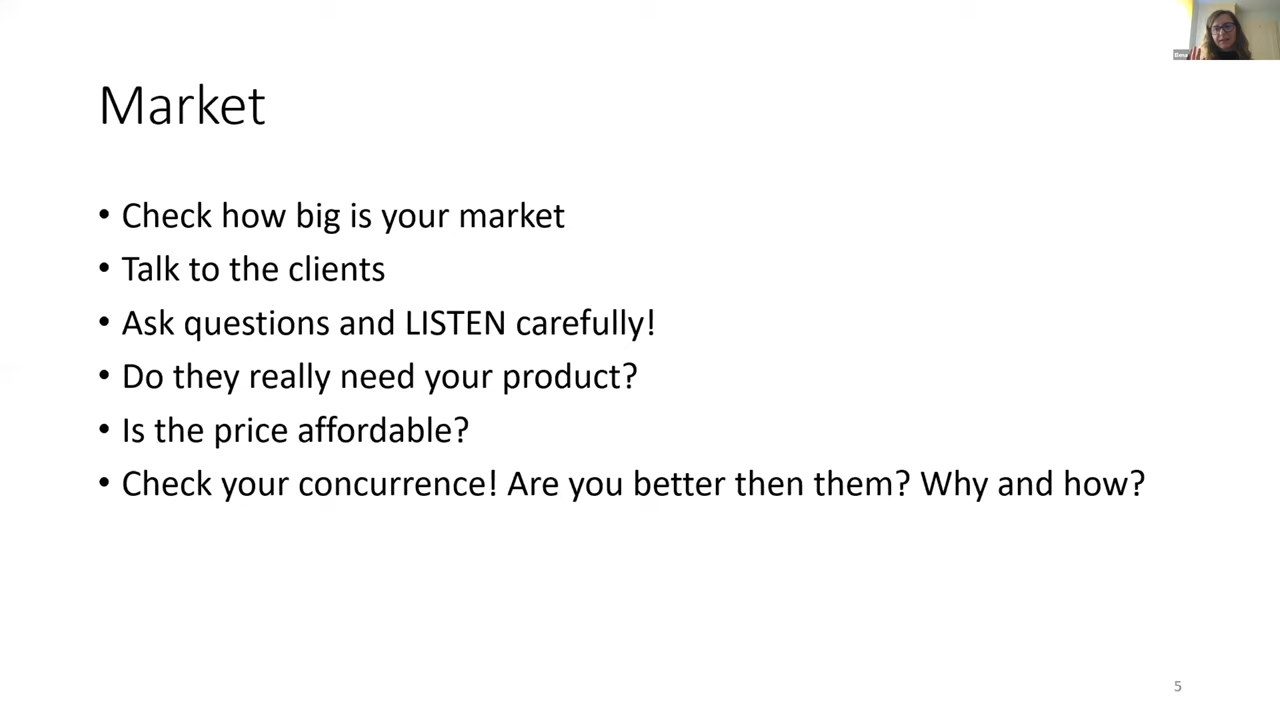 Market
• Check how big is your market
• Talk to the clients
• Ask questions and LISTEN carefully!
• Do they really need your product?
• Is the price affordable?
• Check your concurrence! Are you better then them? Why and how?
5